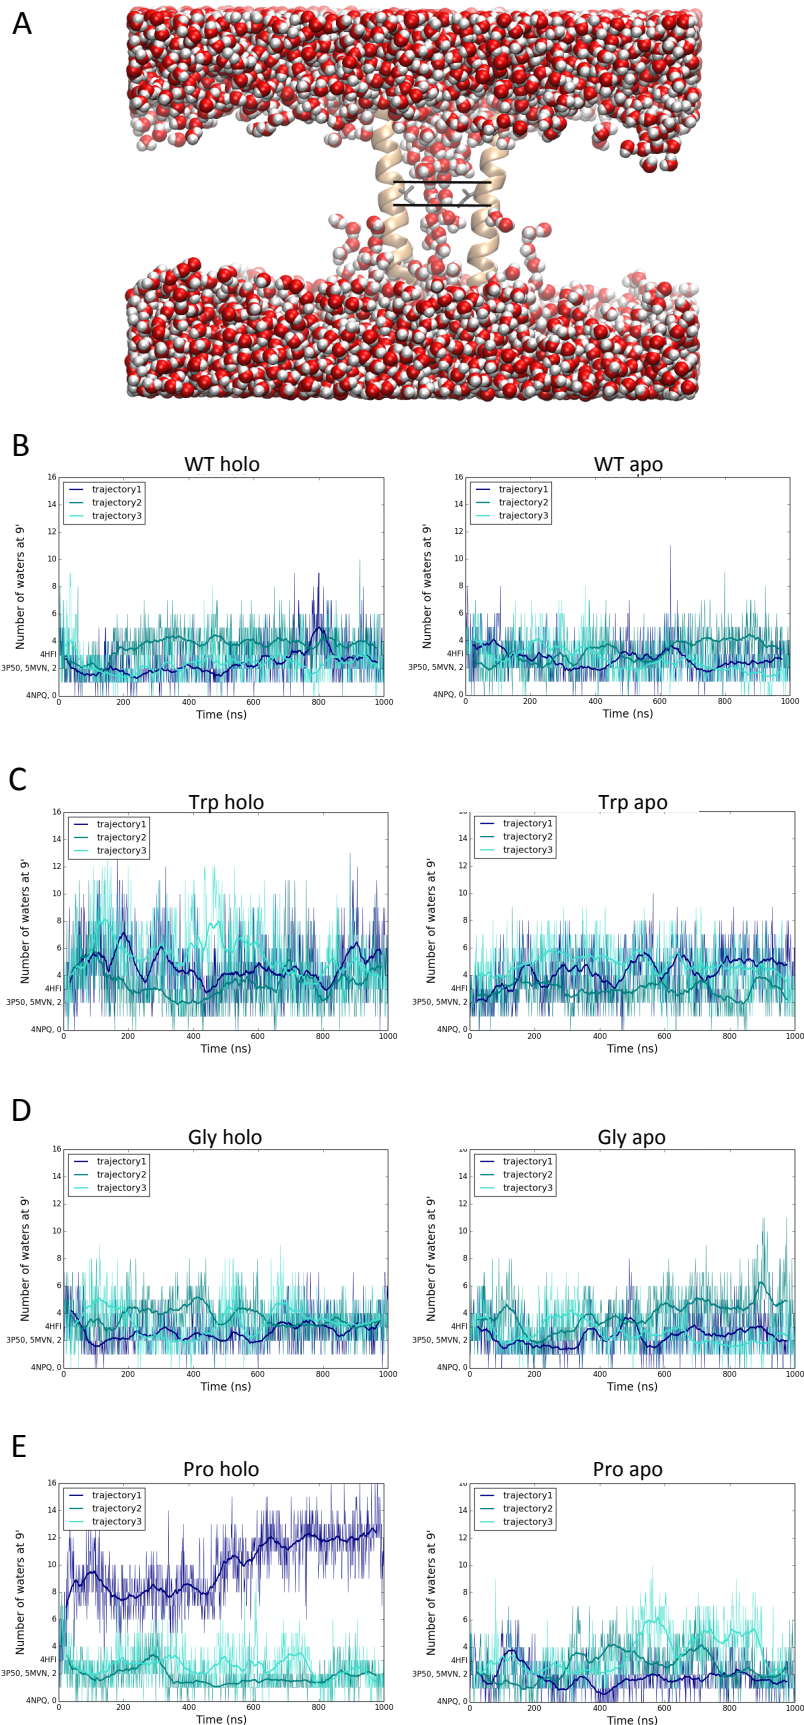 A
B
WT holo
WT apo
Number of waters at 9'
16
14
12
10
8
6
4
4HFI
3P50, 5MVN, 2
4NPQ, 0
trajectory1
trajectory2
trajectory3
0 200 400 600 800 1000
Time (ns)
Number of waters at 9'
16
14
12
10
8
6
4
4HFI
3P50, 5MVN, 2
4NPQ, 0
trajectory1
trajectory2
trajectory3
0 200 400 600 800 1000
Time (ns)
C
Trp holo
Trp apo
Number of waters at 9'
16
14
12
10
8
6
4
4HFI
3P50, 5MVN, 2
4NPQ, 0
trajectory1
trajectory2
trajectory3
0 200 400 600 800 1000
Time (ns)
Number of waters at 9'
16
14
12
10
8
6
4
4HFI
3P50, 5MVN, 2
4NPQ, 0
trajectory1
trajectory2
trajectory3
0 200 400 600 800 1000
Time (ns)
D
Gly holo
Gly apo
Number of waters at 9'
16
14
12
10
8
6
4
4HFI
3P50, 5MVN, 2
4NPQ, 0
trajectory1
trajectory2
trajectory3
0 200 400 600 800 1000
Time (ns)
Number of waters at 9'
16
14
12
10
8
6
4
4HFI
3P50, 5MVN, 2
4NPQ, 0
trajectory1
trajectory2
trajectory3
0 200 400 600 800 1000
Time (ns)
E
Pro holo
Pro apo
Number of waters at 9'
16
14
12
10
8
6
4
4HFI
3P50, 5MVN, 2
4NPQ, 0
trajectory1
trajectory2
trajectory3
0 200 400 600 800 1000
Time (ns)
Number of waters at 9'
16
14
12
10
8
6
4
4HFI
3P50, 5MVN, 2
4NPQ, 0
trajectory1
trajectory2
trajectory3
0 200 400 600 800 1000
Time (ns)